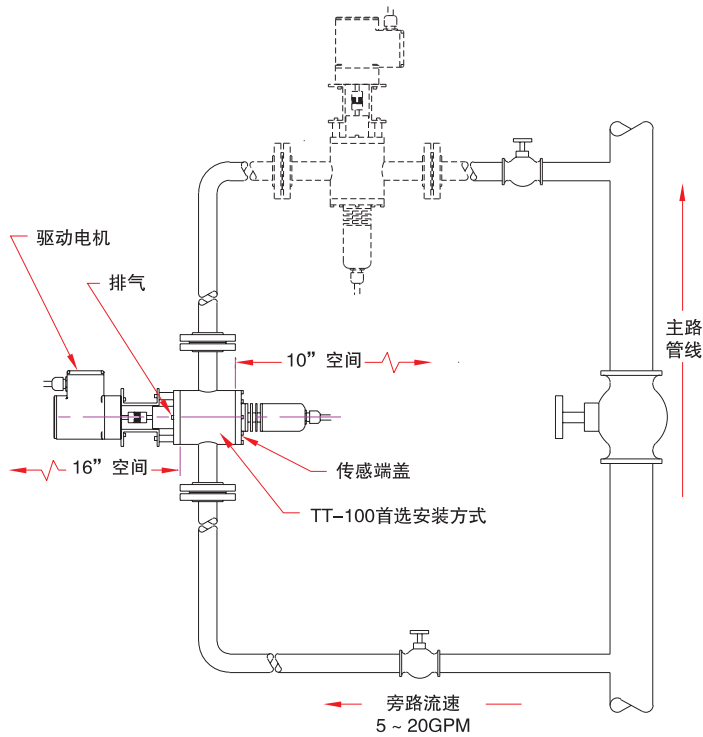 驱动电机
排气
10” 空间
主路
管线
16” 空间
传感端盖
TT-100首选安装方式
旁路流速
5 ~ 20GPM